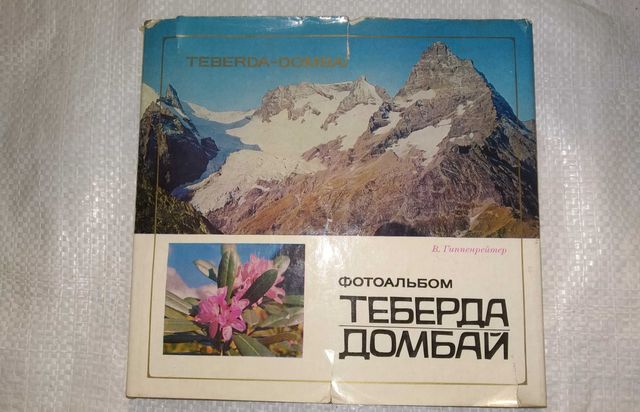 TEBERDA-DOMBAI
В. Гиппенрейтер
ФОТОАЛЬБОМ
ТЕБЕРДА
ДОМБАЙ